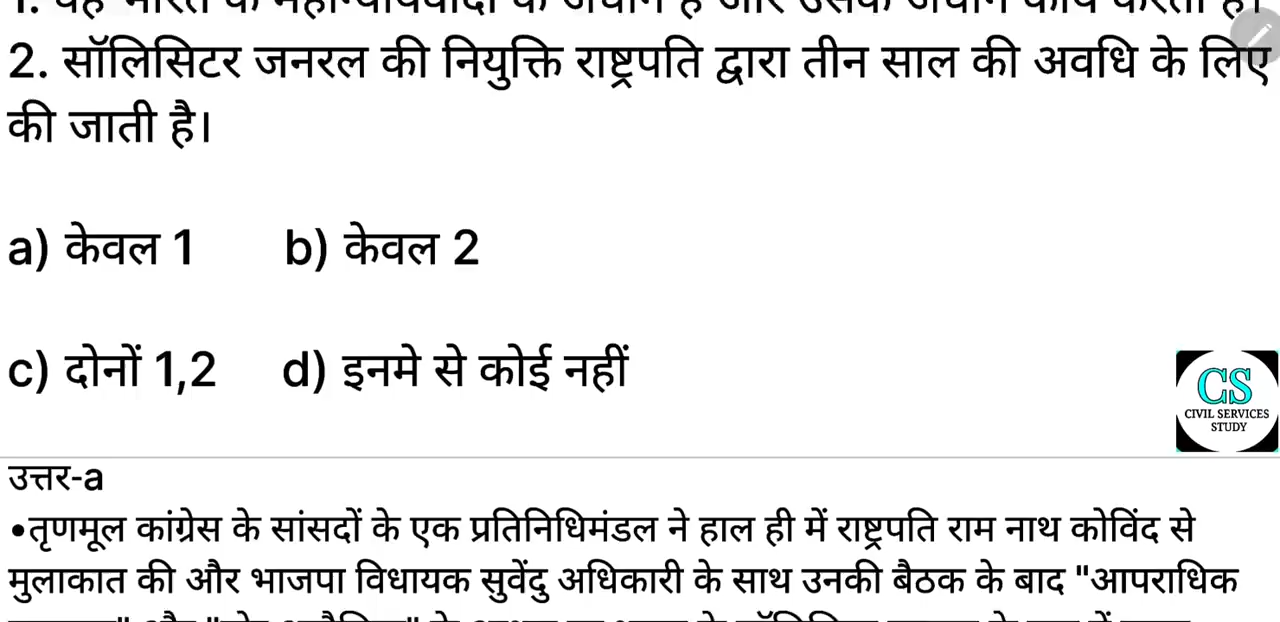 2. सॉलिसिटर जनरल की नियुक्ति राष्ट्रपति द्वारा तीन साल की अवधि के लिए
की जाती है।
a) केवल 1 b) केवल 2
c) दोनों 1,2 d) इनमे से कोई नहीं
CS
CIVIL SERVICES
STUDY
उत्तर-a
•तृणमूल कांग्रेस के सांसदों के एक प्रतिनिधिमंडल ने हाल ही में राष्ट्रपति राम नाथ कोविंद से
मुलाकात की और भाजपा विधायक सुवेंदु अधिकारी के साथ उनकी बैठक के बाद "आपराधिक